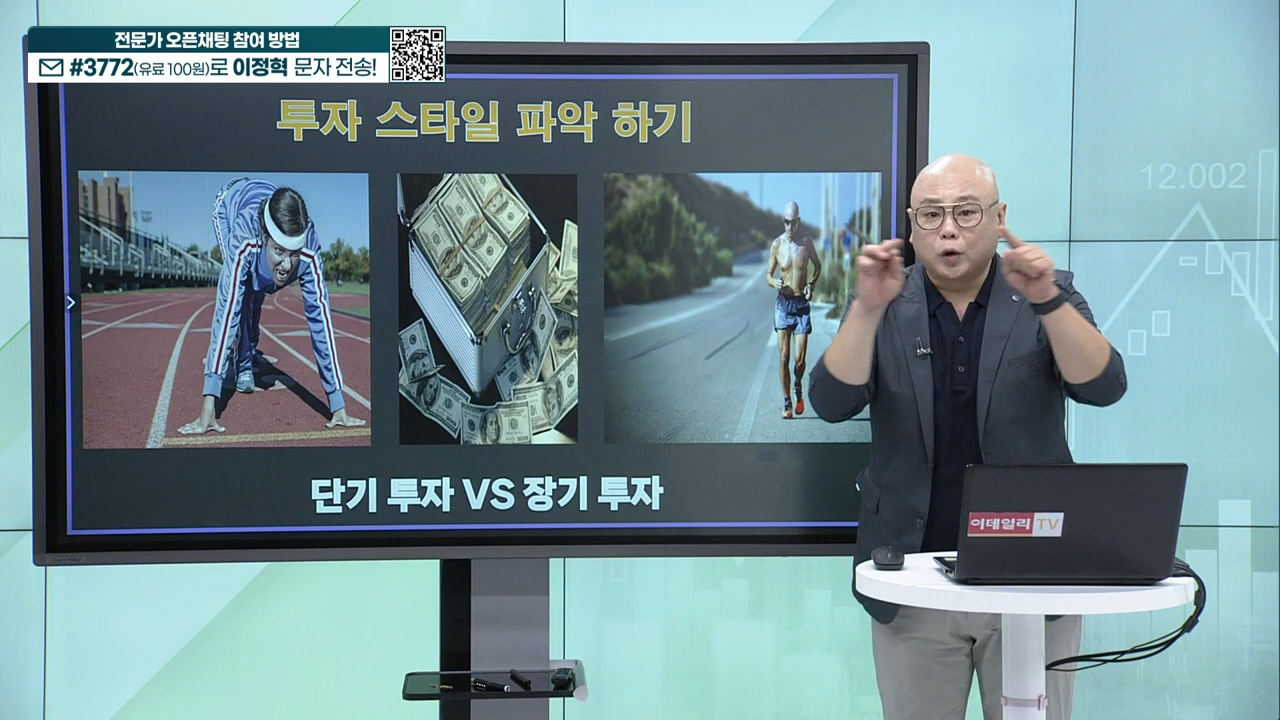 전문가 오픈채팅 참여 방법
#3772(유료 100원)로 이정혁 문자 전송!
투자 스타일 파악 하기
12.002
단기 투자 VS 장기 투자
이데일리 TV